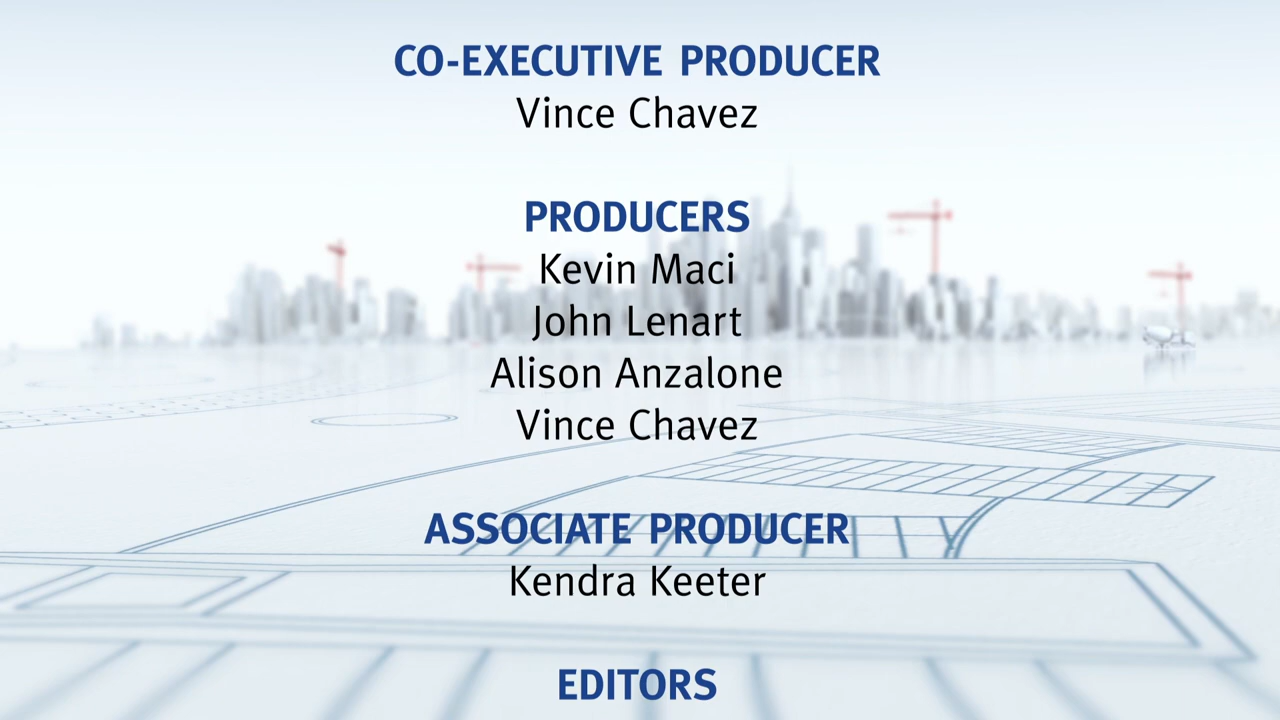 CO-EXECUTIVE PRODUCER
Vince Chavez
PRODUCERS
Kevin Maci
John Lenart
Alison Anzalone
Vince Chavez
ASSOCIATE PRODUCER
Kendra Keeter
EDITORS